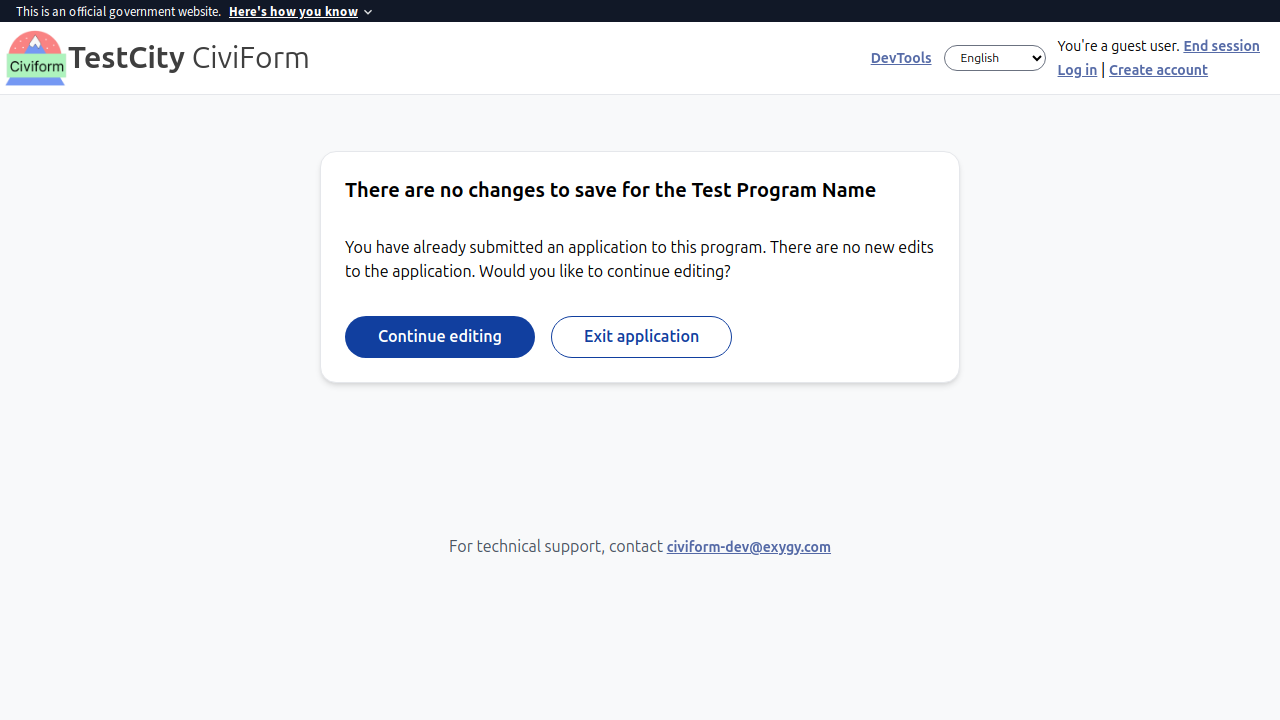 This is an official government website. Here's how you know
Civiform
TestCity CiviForm
DevTools
English
You're a guest user. End session
Log in | Create account
There are no changes to save for the Test Program Name
You have already submitted an application to this program. There are no new edits
to the application. Would you like to continue editing?
Continue editing
Exit application
For technical support, contact civiform-dev@exygy.com